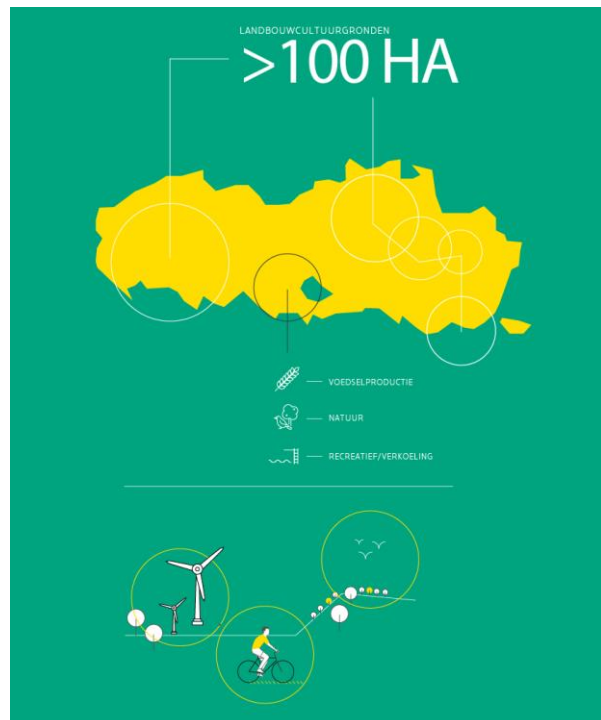 LANDBOUWCULTUURGRONDEN
>100 HA
VOEDSELPRODUCTIE
NATUUR
RECREATIEF/VERKOELING